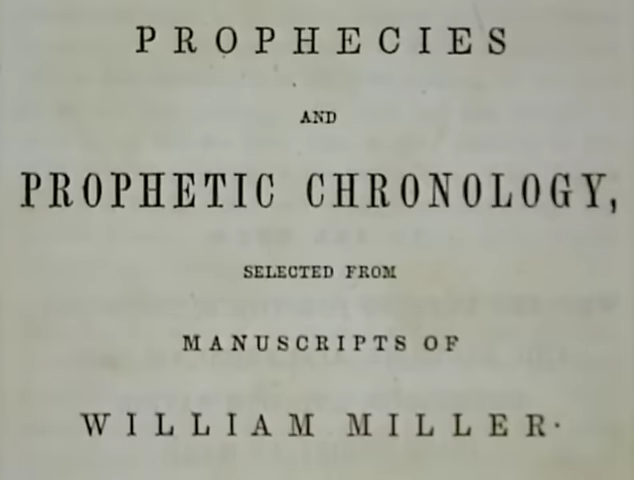 PROPHECIES
AND
PROPHETIC CHRONOLOGY,
SELECTED FROM
MANUSCRIPTS OF
WILLIAM MILLER.